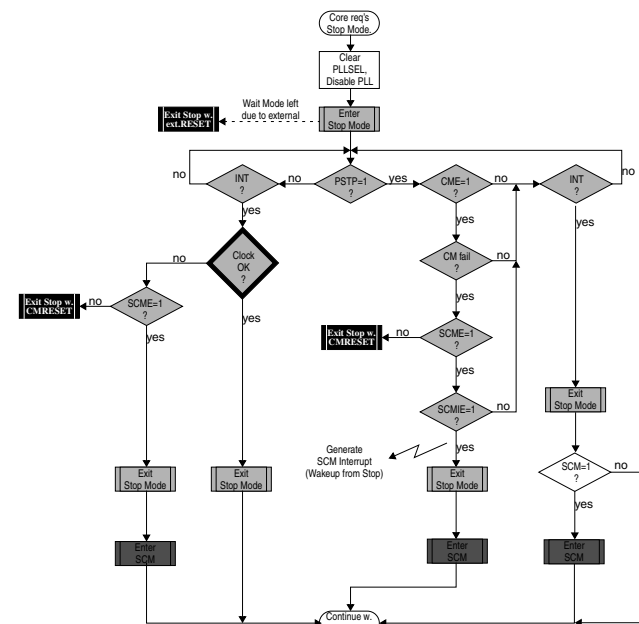 Core req's
Stop Mode.
Clear
PLLSEL,
Disable PLL
Wait Mode left
due to external
Exit Stop w.
ext.RESET
Enter
Stop Mode
no
INT
?
no
PSTP=1
?
yes
CME=1
?
no
INT
?
no
yes
yes
yes
Clock
OK
?
no
CM fail
?
no
Exit Stop w.
CMRESET
no
SCME=1
?
yes
yes
yes
Exit Stop w.
CMRESET
no
SCME=1
?
yes
SCMIE=1
?
no
Exit
Stop Mode
yes
Generate
SCM Interrupt
(Wakeup from Stop)
yes
Exit
Stop Mode
Exit
Stop Mode
Exit
Stop Mode
SCM=1
?
no
yes
Enter
SCM
Enter
SCM
Enter
SCM
Continue w.